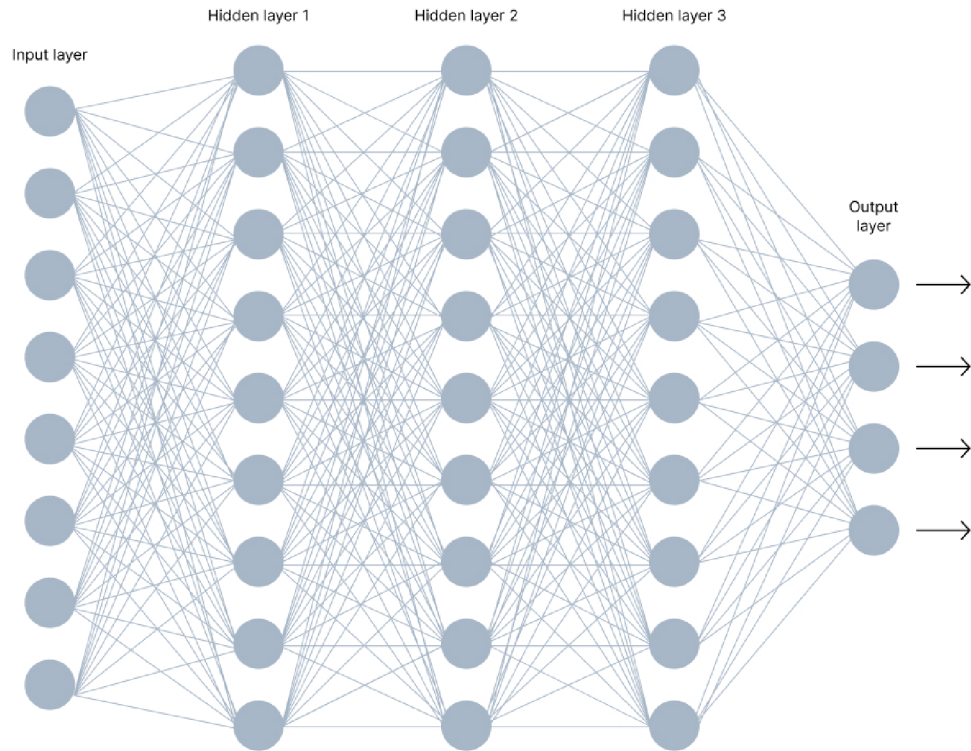 Input layer
Hidden layer 1
Hidden layer 2
Hidden layer 3
Output
layer